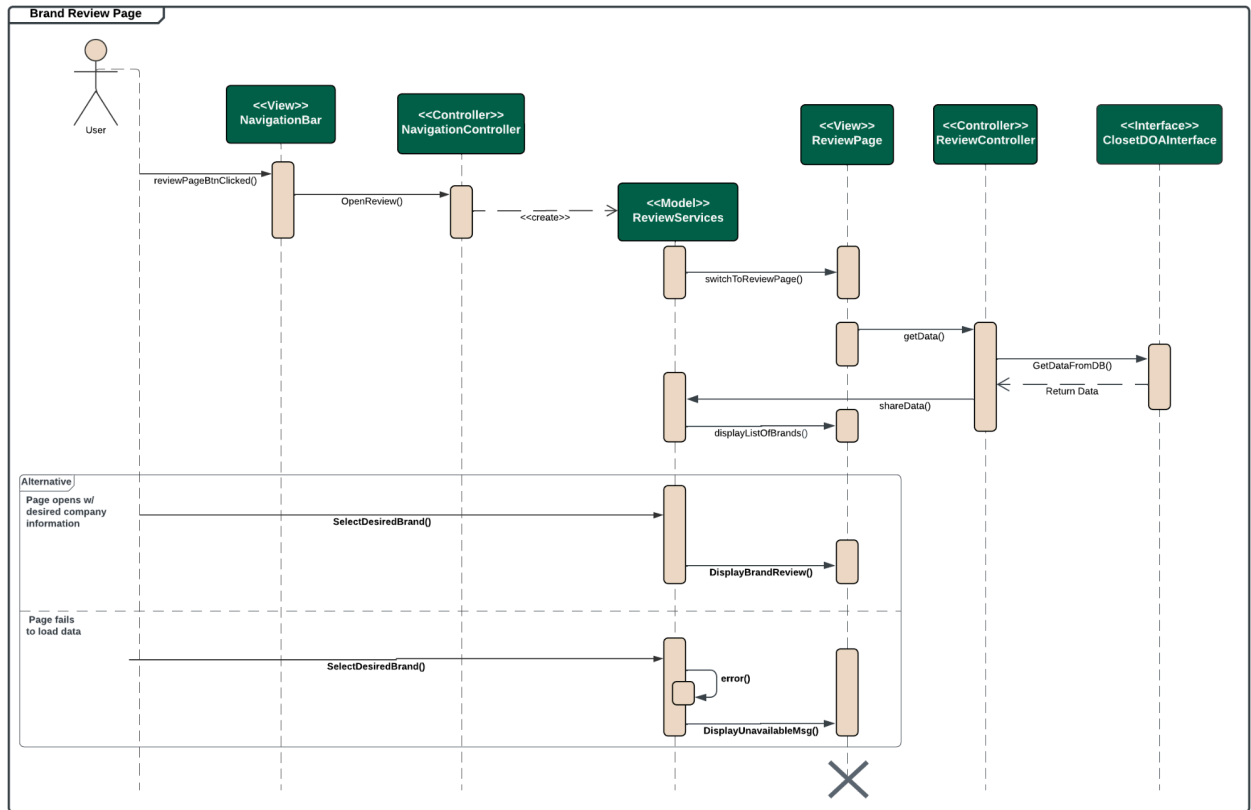 Brand Review Page
User
<<View>>
NavigationBar
<<Controller>>
NavigationController
<<Model>>
ReviewServices
<<View>>
ReviewPage
<<Controller>>
ReviewController
<<Interface>>
ClosetDOAInterface
reviewPageBtnClicked()
OpenReview()
<<create>>
switchToReviewPage()
getData()
GetDataFromDB()
Return Data
shareData()
displayListOfBrands()
Alternative
Page opens w/
desired company
information
SelectDesiredBrand()
DisplayBrandReview()
Page fails
to load data
SelectDesiredBrand()
error()
DisplayUnavailableMsg()